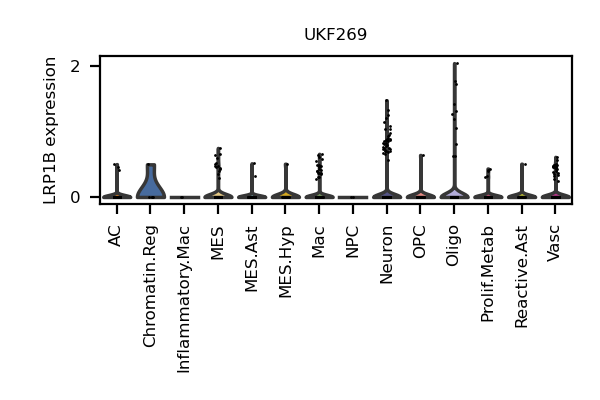 UKF269
LRP1B expression
2
0
AC
Chromatin.Reg
Inflammatory.Mac
MES
MES.Ast
MES.Hyp
Mac
NPC
Neuron
OPC
Oligo
Prolif.Metab
Reactive.Ast
Vasc